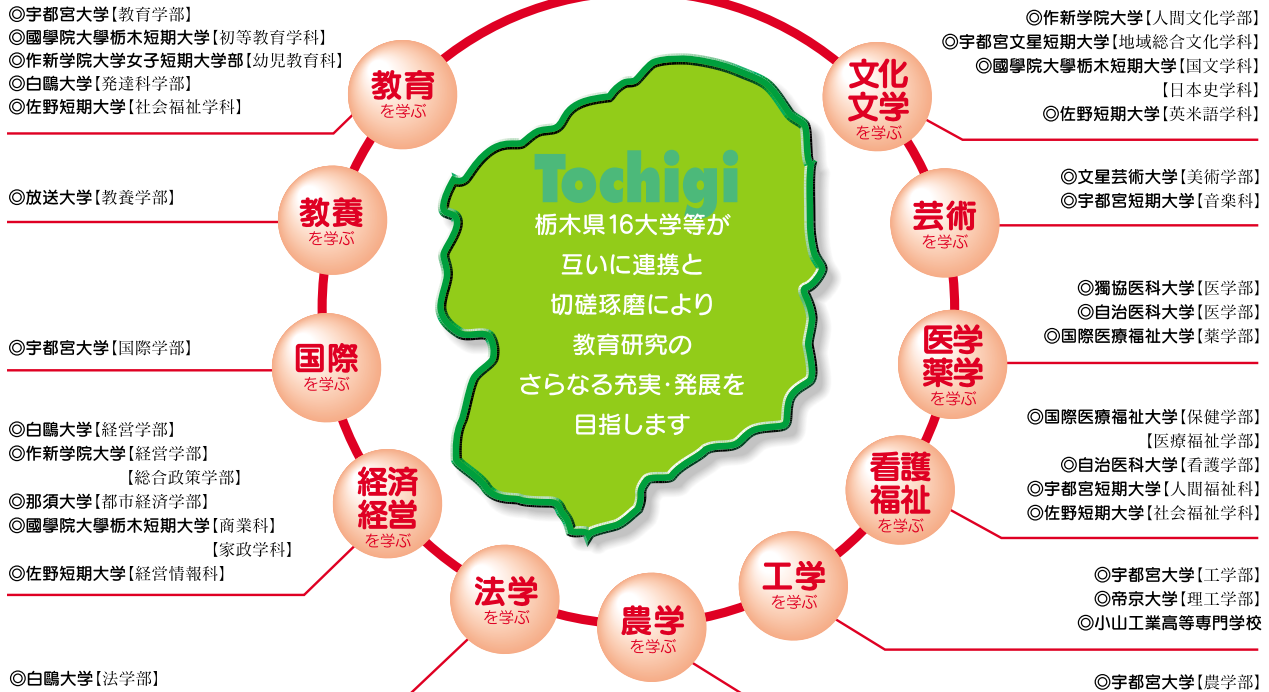 ◎宇都宮大学【教育学部】
◎國學院大學栃木短期大学【初等教育学科】
◎作新学院大学女子短期大学部【幼児教育科】
◎白鷗大学【発達科学部】
◎佐野短期大学【社会福祉学科】
教育
を学ぶ
◎放送大学【教養学部】
教養
を学ぶ
◎宇都宮大学【国際学部】
国際
を学ぶ
◎白鷗大学【経営学部】
◎作新学院大学【経営学部】
【総合政策学部】
◎那須大学【都市経済学部】
◎國學院大學栃木短期大学【商業科】
【家政学科】
◎佐野短期大学【経営情報科】
経済
経営
を学ぶ
◎白鷗大学【法学部】
法学
を学ぶ
Tochigi
栃木県16大学等が
互いに連携と
切磋琢磨により
教育研究の
さらなる充実・発展を
目指します
◎作新学院大学【人間文化学部】
◎宇都宮文星短期大学【地域総合文化学科】
◎國學院大學栃木短期大学【国文学科】
【日本史学科】
◎佐野短期大学【英米語学科】
文化
文学
を学ぶ
◎文星芸術大学【美術学部】
◎宇都宮短期大学【音楽科】
芸術
を学ぶ
◎獨協医科大学【医学部】
◎自治医科大学【医学部】
◎国際医療福祉大学【薬学部】
医学
薬学
を学ぶ
◎国際医療福祉大学【保健学部】
【医療福祉学部】
◎自治医科大学【看護学部】
◎宇都宮短期大学【人間福祉科】
◎佐野短期大学【社会福祉学科】
看護
福祉
を学ぶ
◎宇都宮大学【工学部】
◎帝京大学【理工学部】
◎小山工業高等専門学校
工学
を学ぶ
◎宇都宮大学【農学部】
農学
を学ぶ